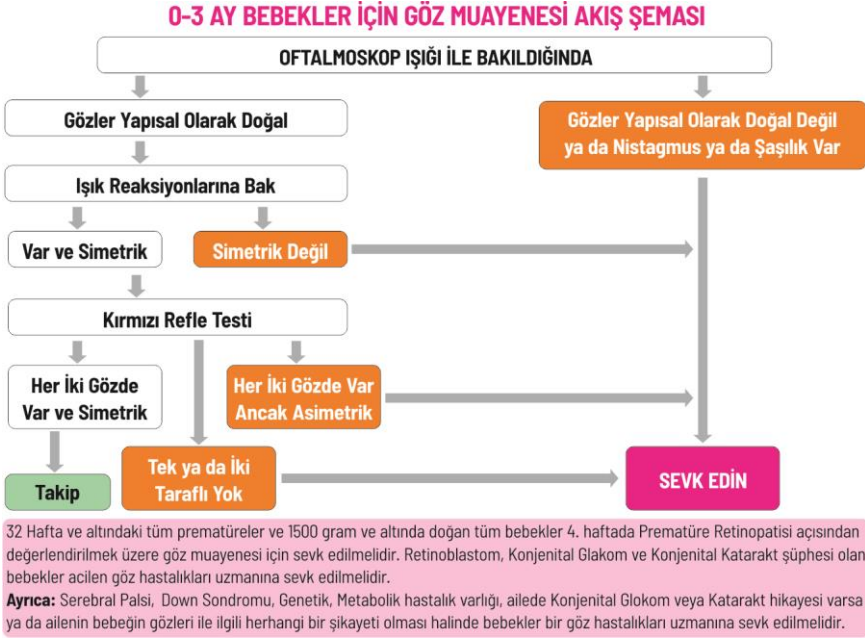 0-3 AY BEBEKLER İÇİN GÖZ MUAYENESİ AKIŞ ŞEMASI
OFTALMOSKOP IŞIĞI İLE BAKILDIĞINDA
Gözler Yapısal Olarak Doğal
Gözler Yapısal Olarak Doğal Değil
ya da Nistagmus ya da Şaşılık Var
Işık Reaksiyonlarına Bak
Var ve Simetrik
Simetrik Değil
Kırmızı Refle Testi
Her İki Gözde
Var ve Simetrik
Her İki Gözde Var
Ancak Asimetrik
Takip
Tek ya da İki
Taraflı Yok
SEVK EDİN
32 Hafta ve altındaki tüm prematüreler ve 1500 gram ve altında doğan tüm bebekler 4. haftada Prematüre Retinopatisi açısından
değerlendirilmek üzere göz muayenesi için sevk edilmelidir. Retinoblastom, Konjenital Glakom ve Konjenital Katarakt şüphesi olan
bebekler acilen göz hastalıkları uzmanına sevk edilmelidir.
Ayrıca: Serebral Palsi, Down Sondromu, Genetik, Metabolik hastalık varlığı, ailede Konjenital Glokom veya Katarakt hikayesi varsa
ya da ailenin bebeğin gözleri ile ilgili herhangi bir şikayeti olması halinde bebekler bir göz hastalıkları uzmanına sevk edilmelidir.